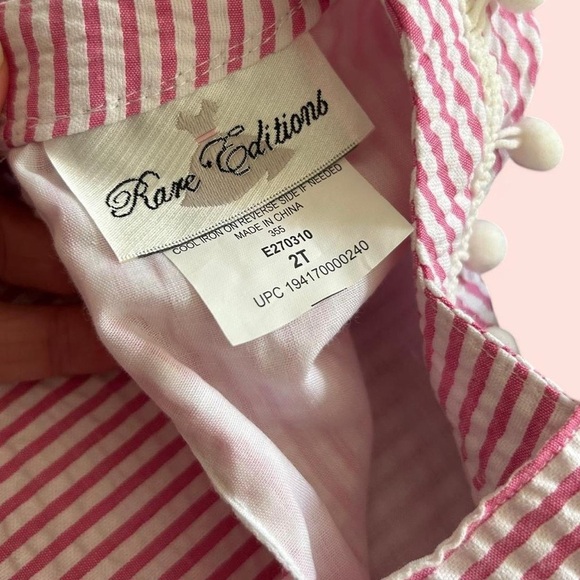 Rare Editions
COOL IRON ON REVERSE SIDE IF NEEDED
MADE IN CHINA
355
E270310
2T
UPC 194170000240